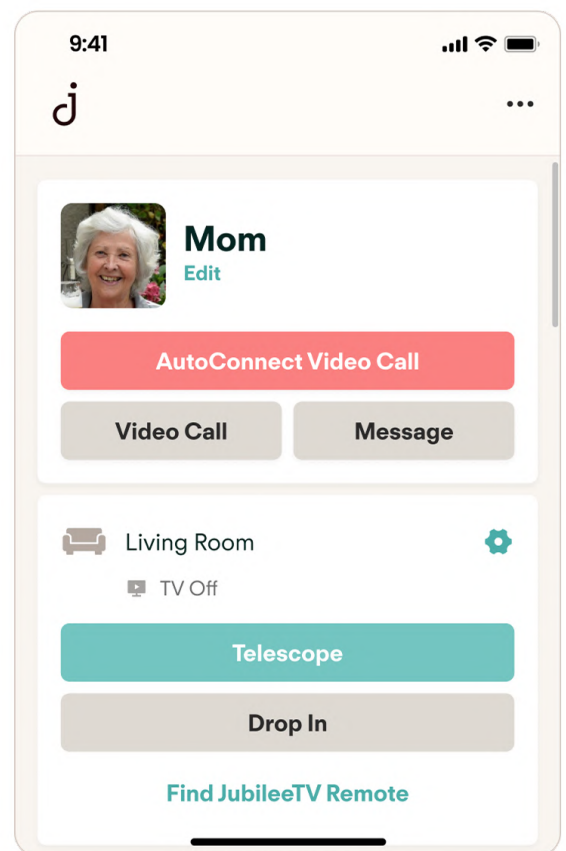 9:41
Mom
Edit
AutoConnect Video Call
Video Call
Message
Living Room
TV Off
Telescope
Drop In
Find JubileeTV Remote